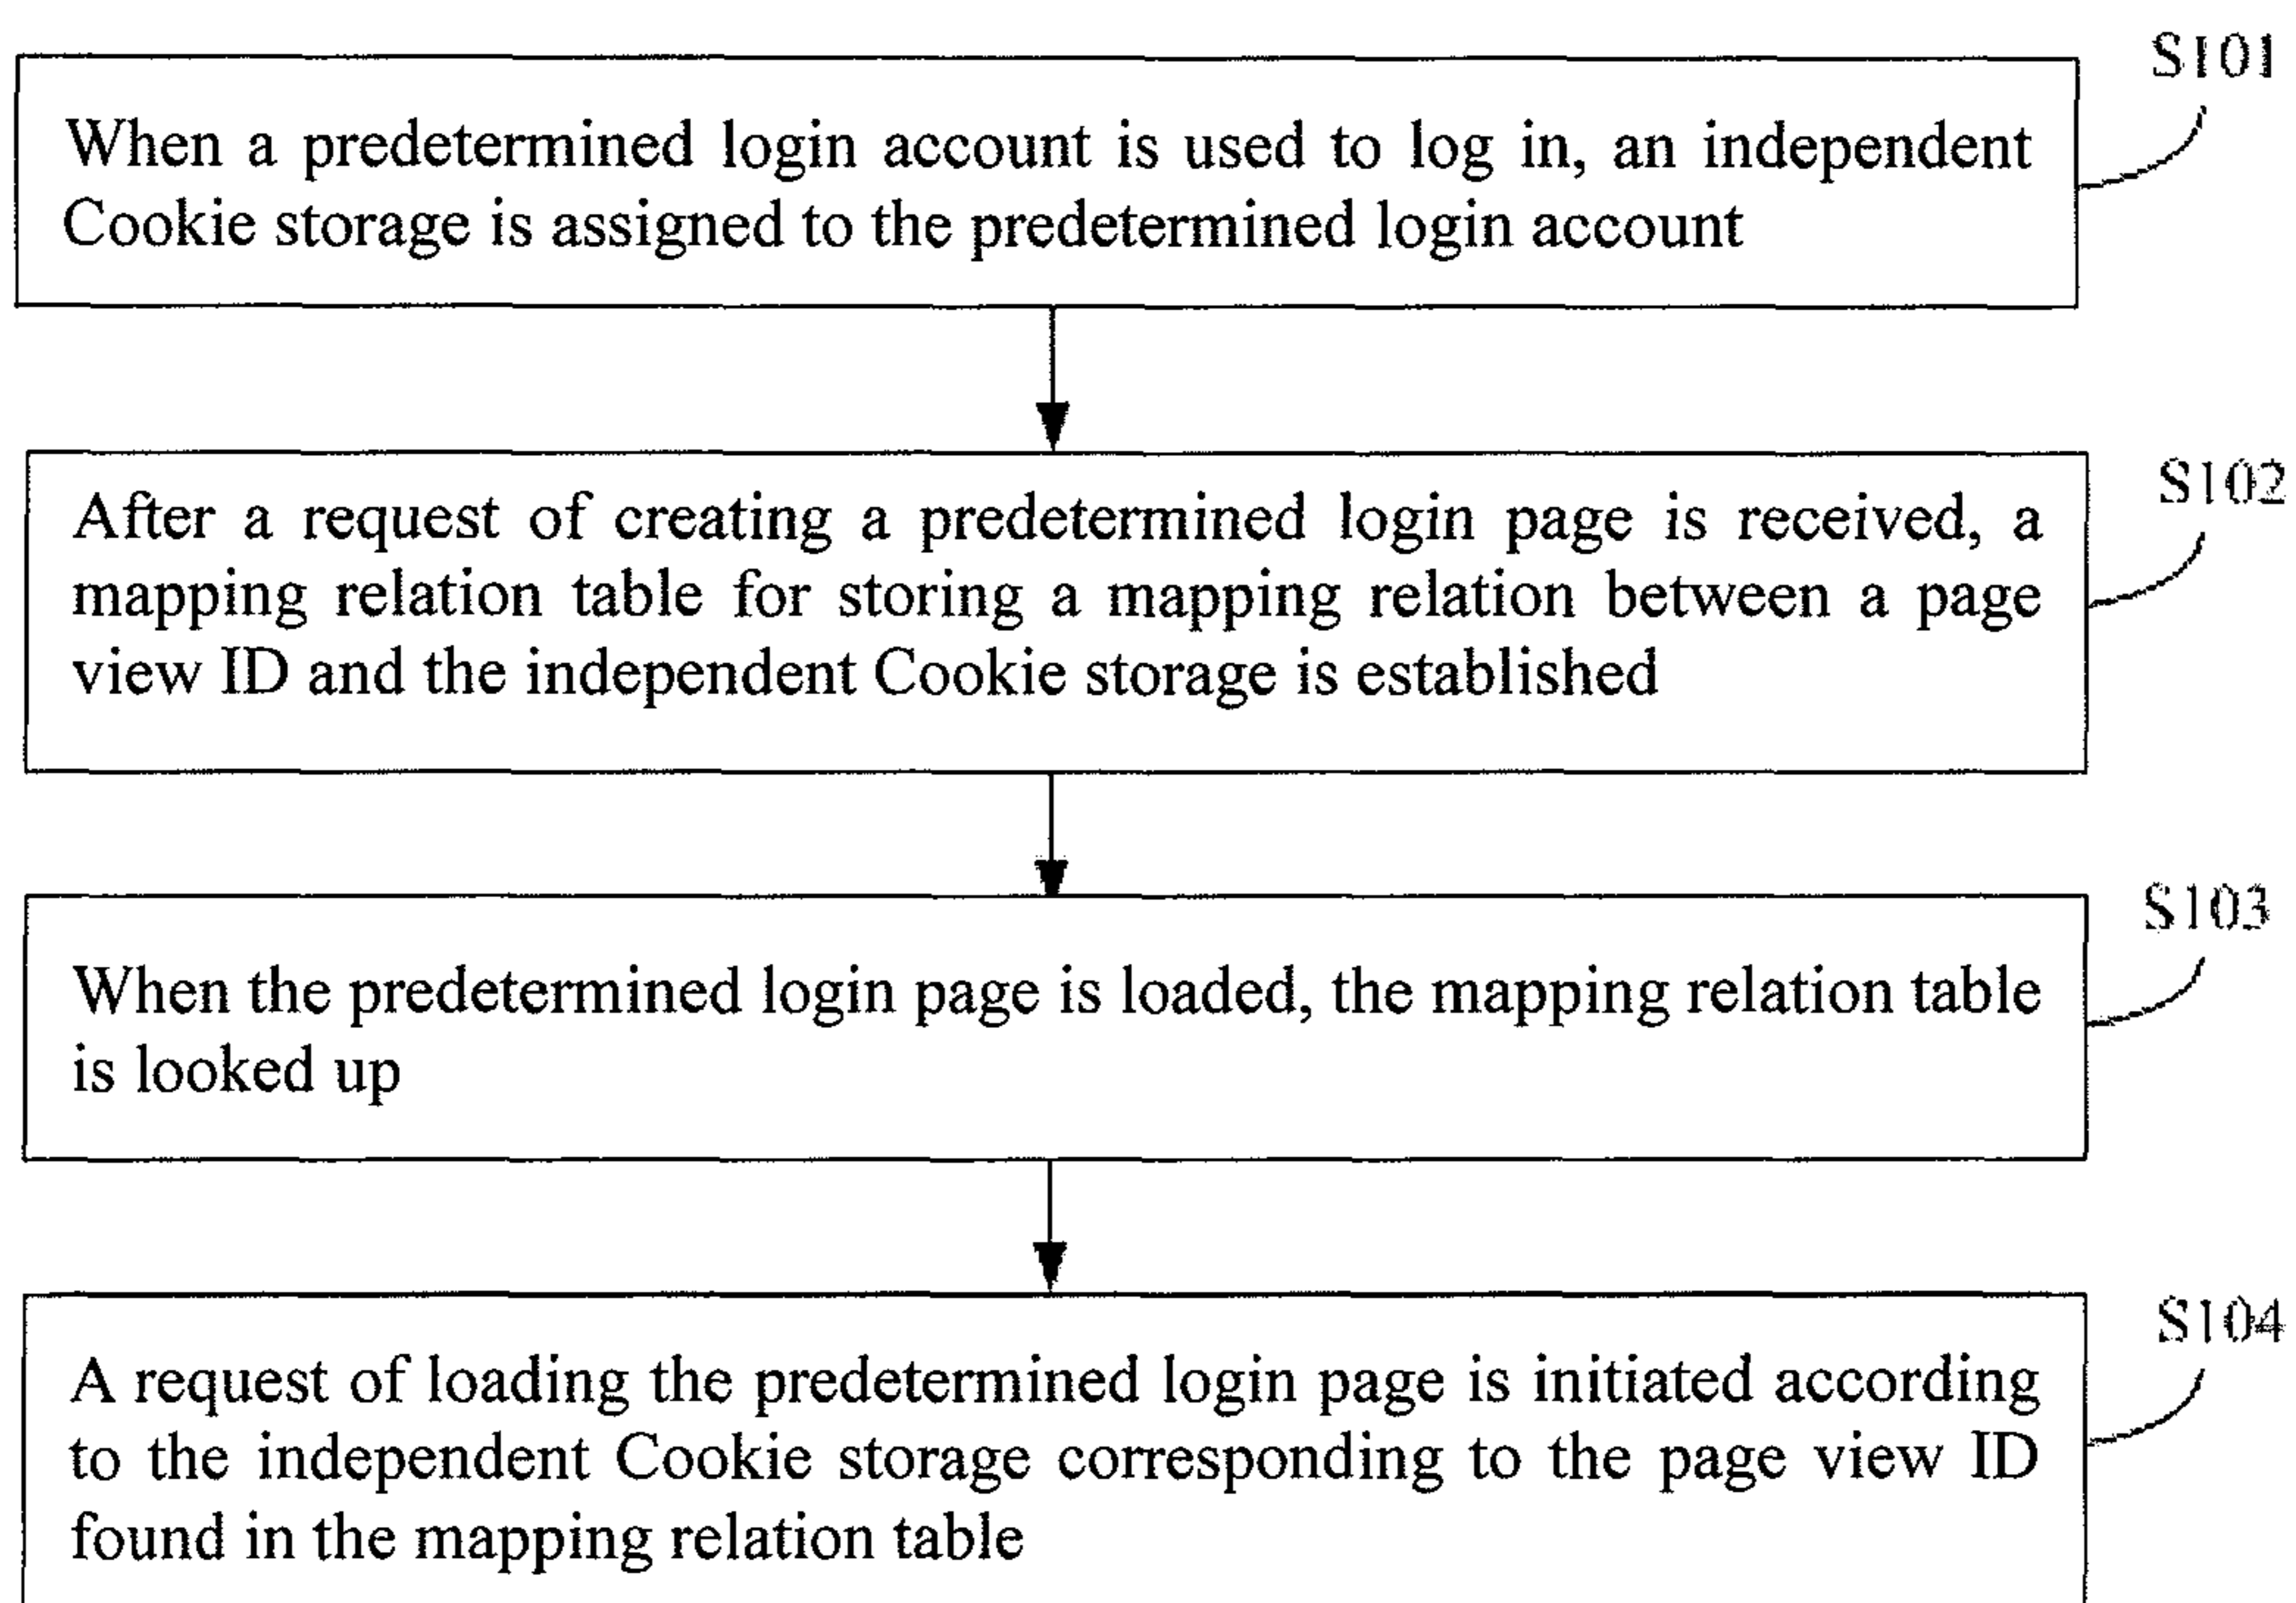 S101
When a predetermined login account is used to log in, an independent
Cookie storage is assigned to the predetermined login account
S102
After a request of creating a predetermined login page is received, a
mapping relation table for storing a mapping relation between a page
view ID and the independent Cookie storage is established
S103
When the predetermined login page is loaded, the mapping relation table
is looked up
S104
A request of loading the predetermined login page is initiated according
to the independent Cookie storage corresponding to the page view ID
found in the mapping relation table